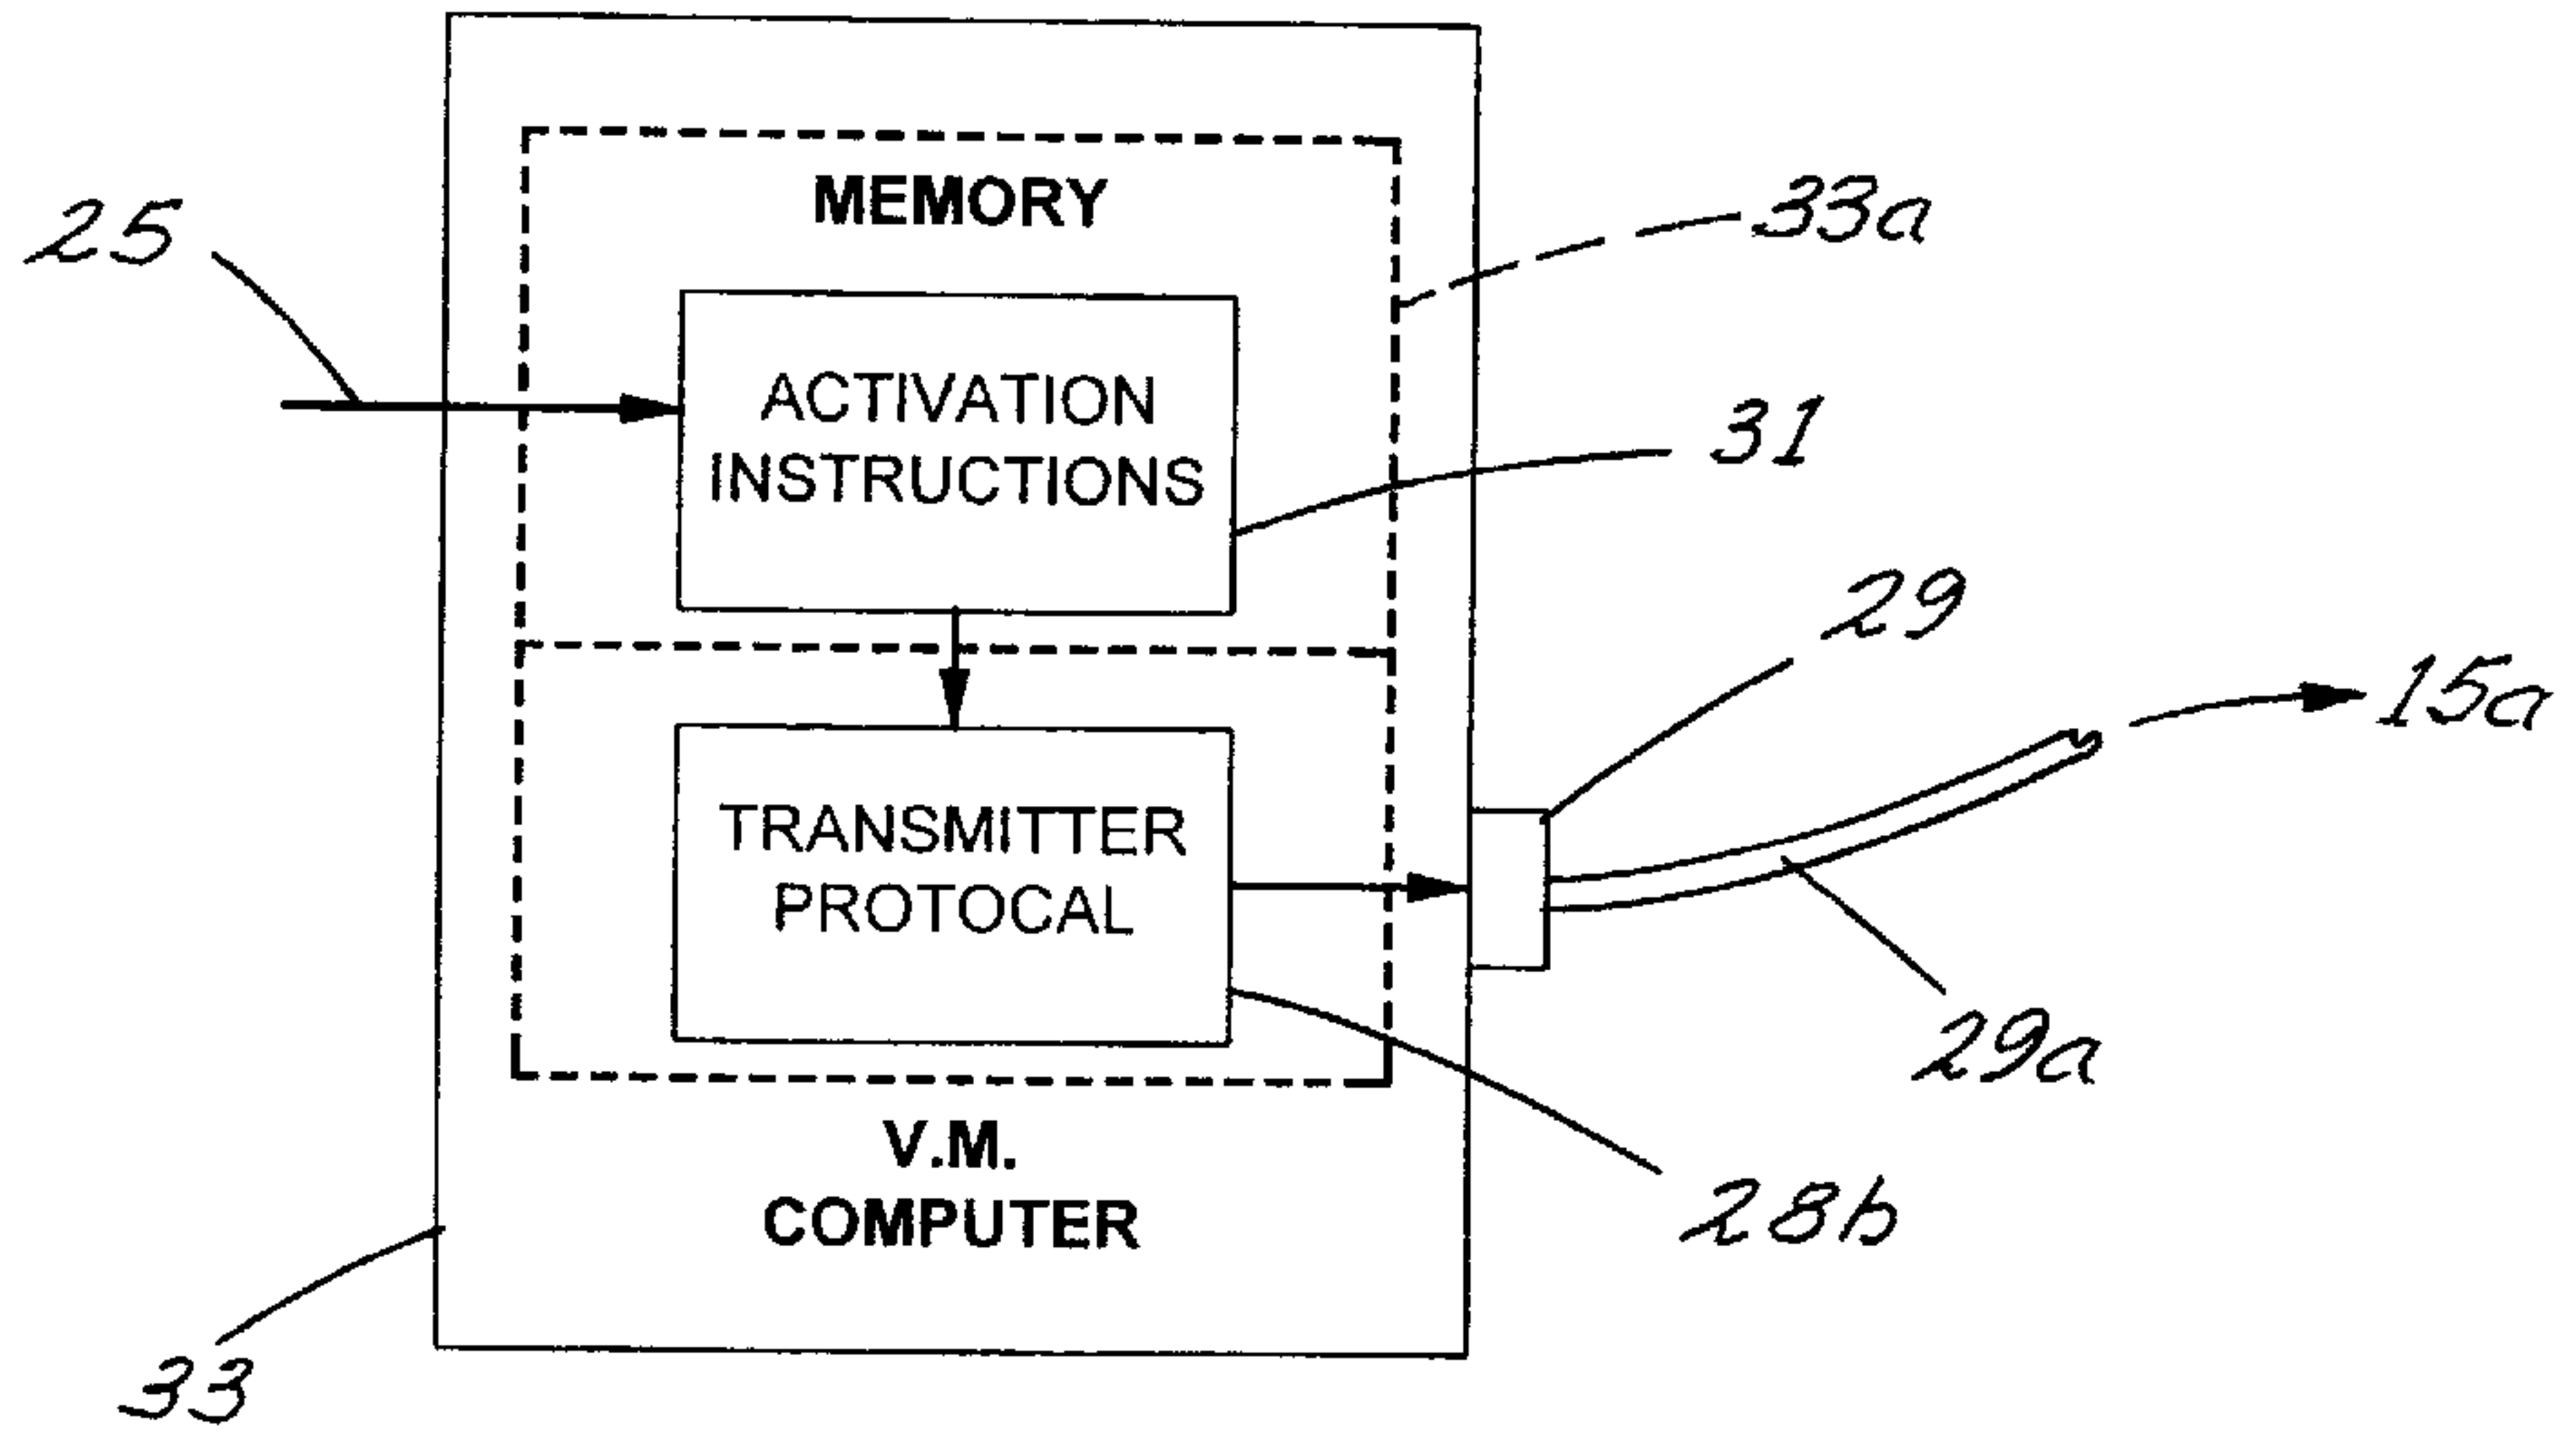 MEMORY
33a
25
ACTIVATION
INSTRUCTIONS
31
29
15a
TRANSMITTER
PROTOCAL
29a
V.M.
COMPUTER
28b
33